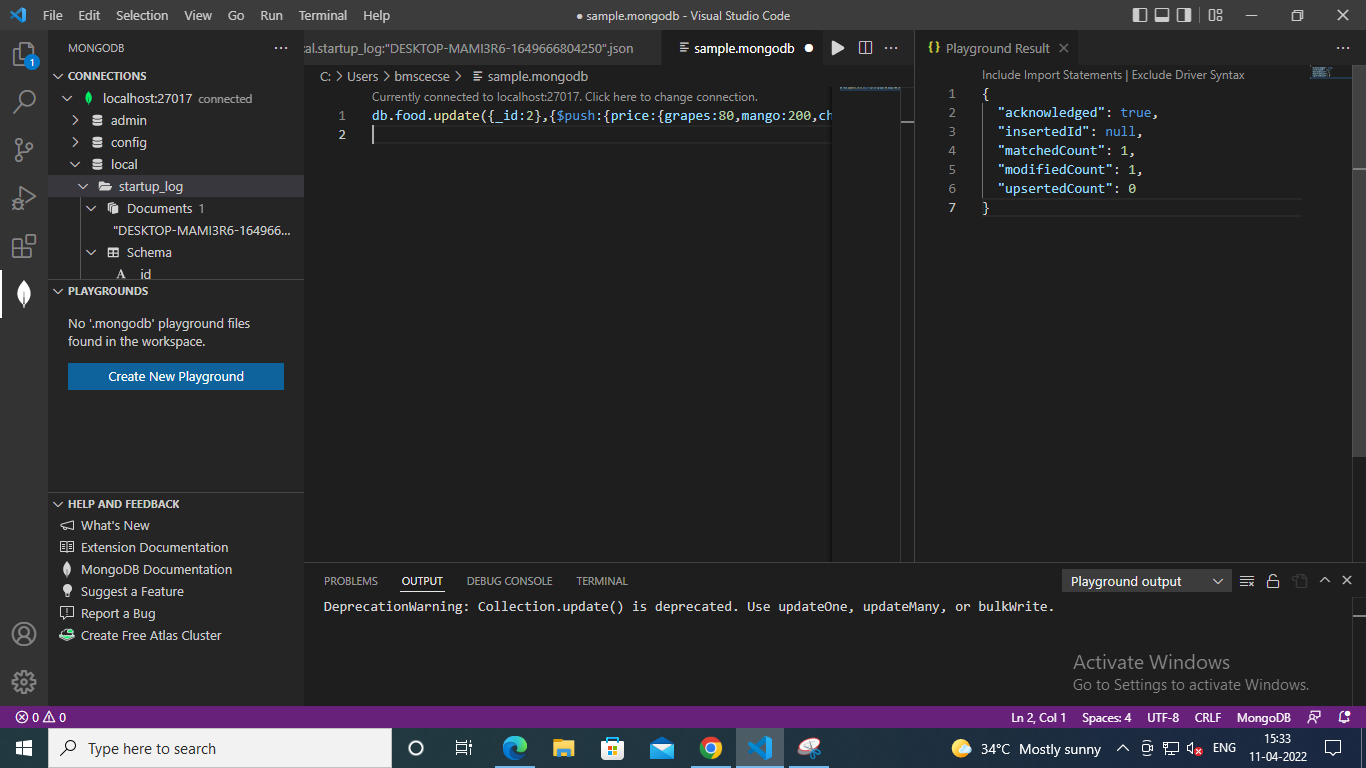 File Edit Selection View Go Run Terminal Help
● sample.mongodb - Visual Studio Code
MONGODB
CONNECTIONS
localhost:27017 connected
admin
config
local
startup_log
Documents 1
"DESKTOP-MAMI3R6-164966...
Schema
A _id
PLAYGROUNDS
No '.mongodb' playground files
found in the workspace.
Create New Playground
HELP AND FEEDBACK
What's New
Extension Documentation
MongoDB Documentation
Suggest a Feature
Report a Bug
Create Free Atlas Cluster
1
cal.startup_log:"DESKTOP-MAMI3R6-1649666804250".json
sample.mongodb ●
C: > Users > bmscecse > sample.mongodb
Currently connected to localhost:27017. Click here to change connection.
1 db.food.update({_id:2},{$push:{price:{grapes:80,mango:200,ch
2
{} Playground Result
Include Import Statements | Exclude Driver Syntax
1 {
2 "acknowledged": true,
3 "insertedId": null,
4 "matchedCount": 1,
5 "modifiedCount": 1,
6 "upsertedCount": 0
7 }
PROBLEMS OUTPUT DEBUG CONSOLE TERMINAL
Playground output
DeprecationWarning: Collection.update() is deprecated. Use updateOne, updateMany, or bulkWrite.
Activate Windows
Go to Settings to activate Windows.
0 0
Ln 2, Col 1 Spaces: 4 UTF-8 CRLF MongoDB
Type here to search
34°C Mostly sunny
ENG
15:33
11-04-2022